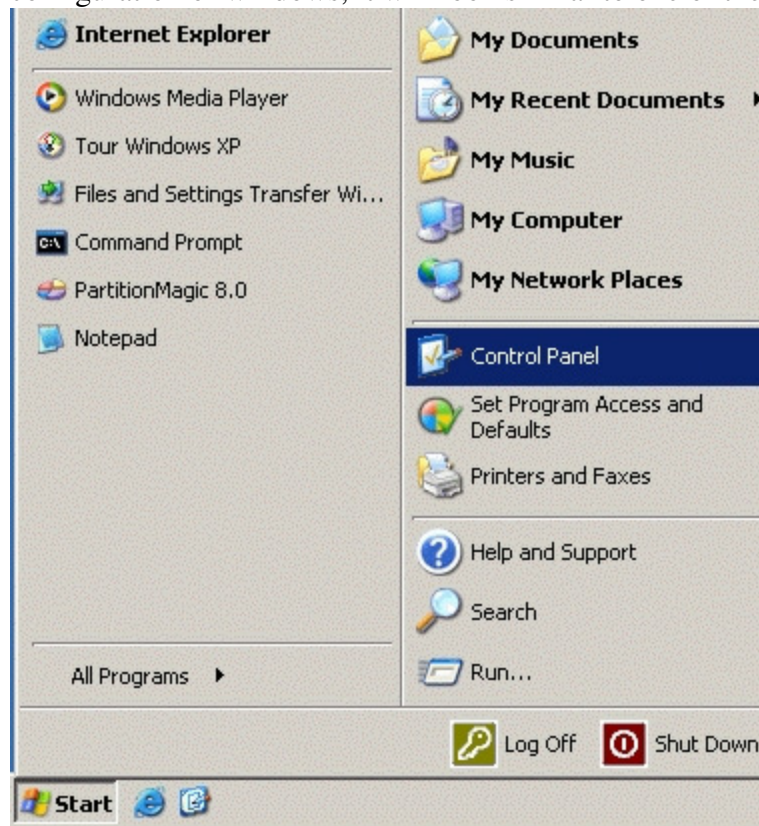 Internet Explorer
Windows Media Player
Tour Windows XP
Files and Settings Transfer Wi...
Command Prompt
PartitionMagic 8.0
Notepad
All Programs
My Documents
My Recent Documents
My Music
My Computer
My Network Places
Control Panel
Set Program Access and
Defaults
Printers and Faxes
Help and Support
Search
Run...
Log Off
Shut Down
Start